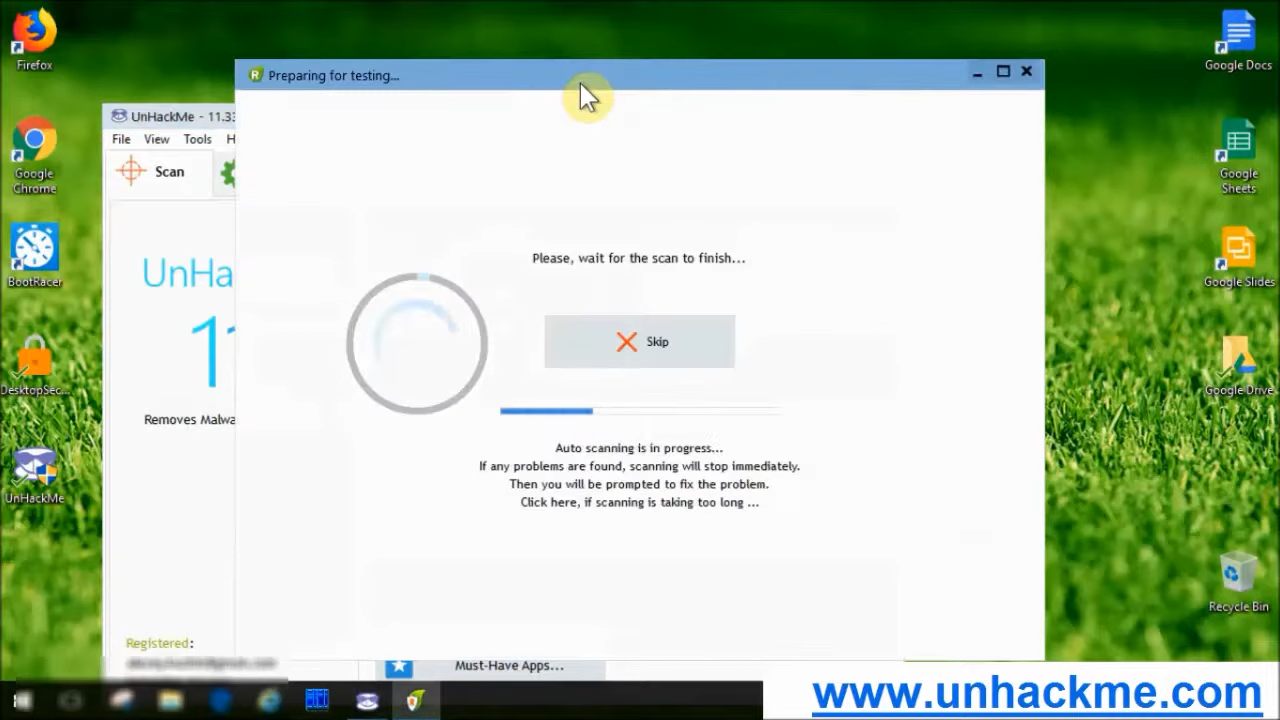 Firefox
Google Chrome
BootRacer
DesktopSec...
UnHackMe
UnHackMe - 11.33
File View Tools H
Scan
UnHa
11
Removes Malwa
Registered:
Preparing for testing...
Please, wait for the scan to finish...
Skip
Auto scanning is in progress...
If any problems are found, scanning will stop immediately.
Then you will be prompted to fix the problem.
Click here, if scanning is taking too long ...
Must-Have Apps...
Google Docs
Google Sheets
Google Slides
Google Drive
Recycle Bin
www.unhackme.com